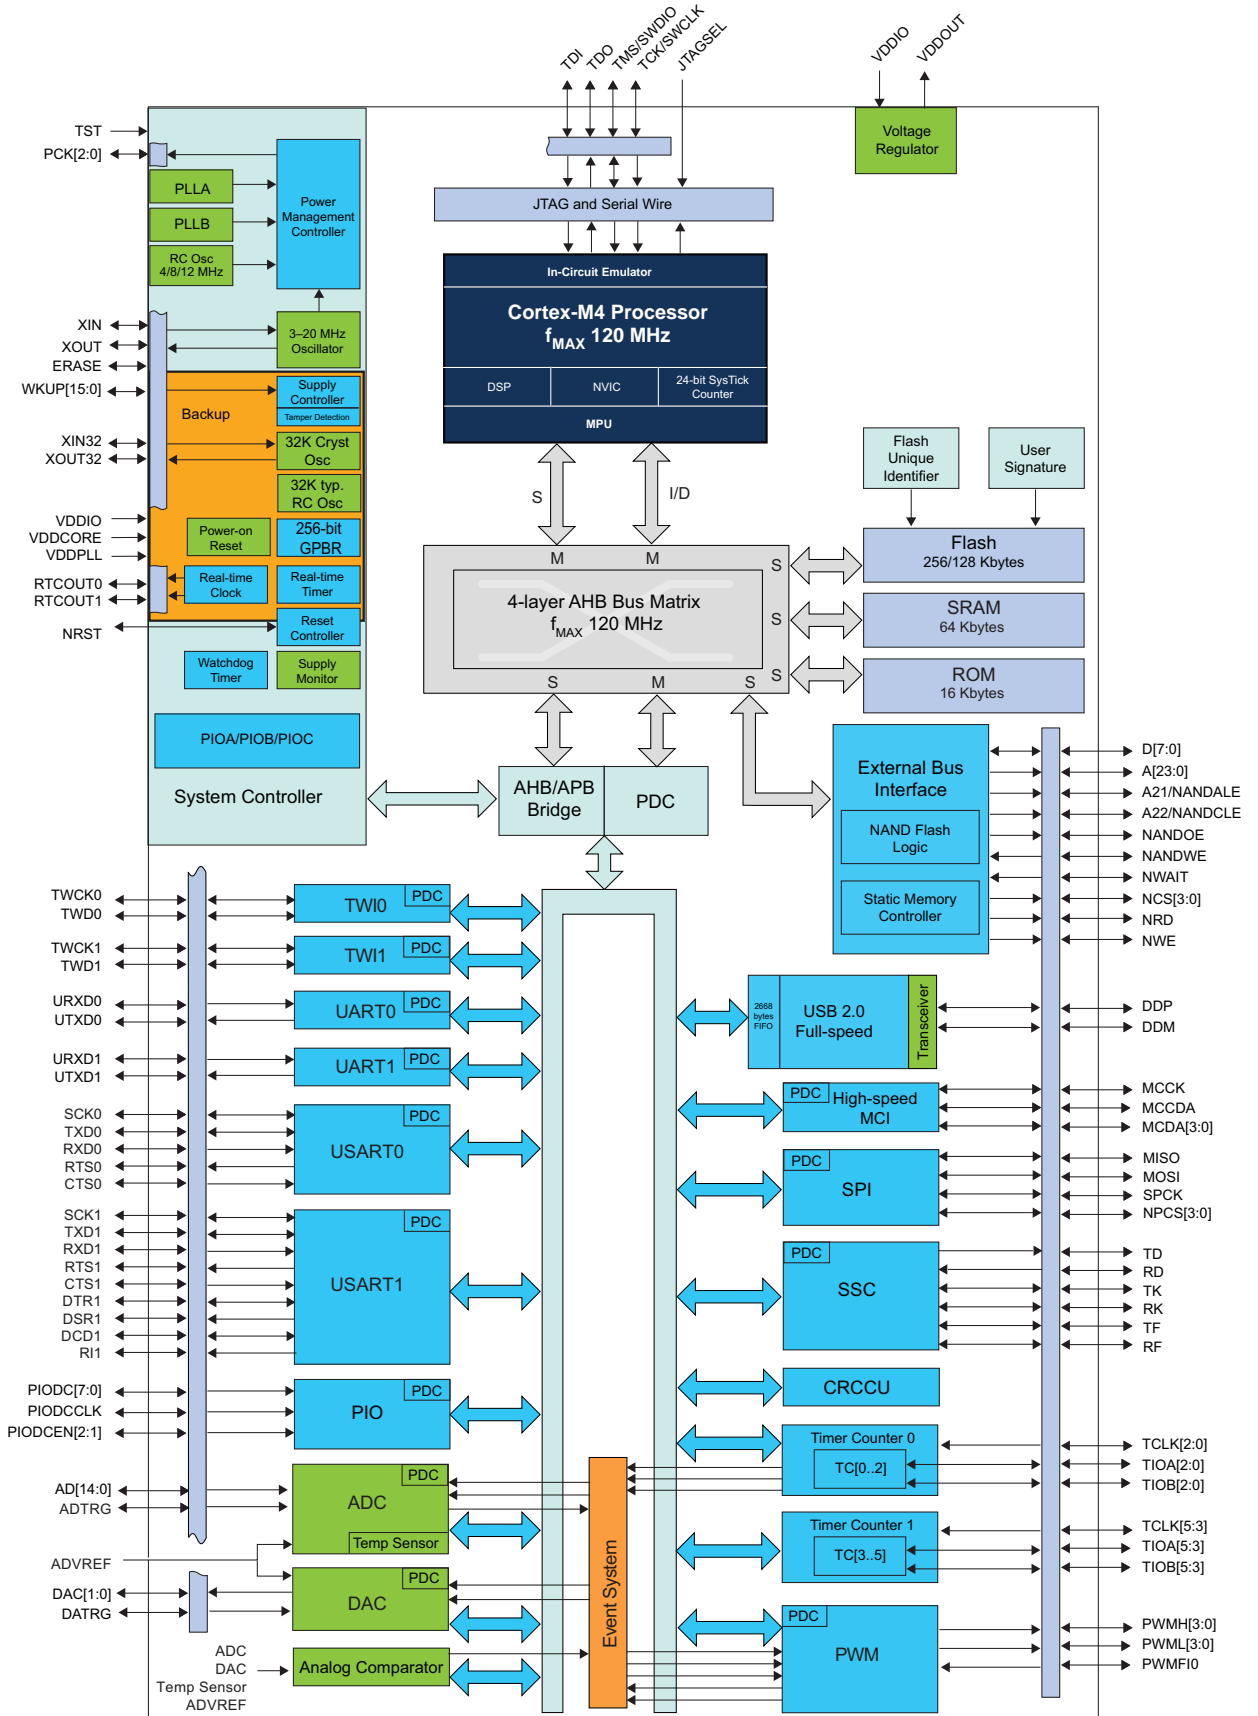 TDI
TDO
TMS/SWDIO
TCK/SWCLK
JTAGSEL
VDDIO
VDDOUT
TST
PCK[2:0]
PLLA
PLLB
RC Osc
4/8/12 MHz
Power
Management
Controller
Voltage
Regulator
JTAG and Serial Wire
In-Circuit Emulator
Cortex-M4 Processor
fMAX 120 MHz
DSP
NVIC
24-bit SysTick
Counter
MPU
XIN
XOUT
ERASE
WKUP[15:0]
XIN32
XOUT32
VDDIO
VDDCORE
VDDPLL
RTCOUT0
RTCOUT1
NRST
3–20 MHz
Oscillator
Backup
Supply
Controller
Tamper Detection
32K Cryst
Osc
32K typ.
RC Osc
Power-on
Reset
256-bit
GPBR
Real-time
Clock
Real-time
Timer
Reset
Controller
Watchdog
Timer
Supply
Monitor
PIOA/PIOB/PIOC
System Controller
S
I/D
M
M
S
S
S
S
M
S
4-layer AHB Bus Matrix
fMAX 120 MHz
Flash
Unique
Identifier
User
Signature
Flash
256/128 Kbytes
SRAM
64 Kbytes
ROM
16 Kbytes
AHB/APB
Bridge
PDC
External Bus
Interface
NAND Flash
Logic
Static Memory
Controller
D[7:0]
A[23:0]
A21/NANDALE
A22/NANDCLE
NANDOE
NANDWE
NWAIT
NCS[3:0]
NRD
NWE
TWCK0
TWD0
PDC
TWI0
TWCK1
TWD1
PDC
TWI1
URXD0
UTXD0
PDC
UART0
URXD1
UTXD1
PDC
UART1
SCK0
TXD0
RXD0
RTS0
CTS0
PDC
USART0
SCK1
TXD1
RXD1
RTS1
CTS1
DTR1
DSR1
DCD1
RI1
PDC
USART1
PIODC[7:0]
PIODCCLK
PIODCEN[2:1]
PDC
PIO
AD[14:0]
ADTRG
PDC
ADC
Temp Sensor
ADVREF
DAC[1:0]
DATRG
PDC
DAC
ADC
DAC
Temp Sensor
ADVREF
Analog Comparator
Event System
2668
bytes
FIFO
USB 2.0
Full-speed
Transceiver
DDP
DDM
PDC
High-speed
MCI
MCCK
MCCDA
MCDA[3:0]
PDC
SPI
MISO
MOSI
SPCK
NPCS[3:0]
PDC
SSC
TD
RD
TK
RK
TF
RF
CRCCU
Timer Counter 0
TC[0..2]
TCLK[2:0]
TIOA[2:0]
TIOB[2:0]
Timer Counter 1
TC[3..5]
TCLK[5:3]
TIOA[5:3]
TIOB[5:3]
PDC
PWM
PWMH[3:0]
PWML[3:0]
PWMFI0